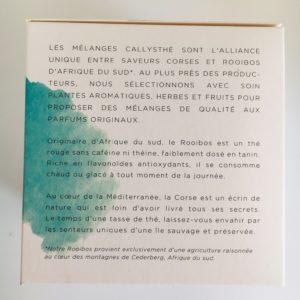 LES MÉLANGES CALLYSTHÉ SONT L'ALLIANCE
UNIQUE ENTRE SAVEURS CORSES ET ROOIBOS
D'AFRIQUE DU SUD*. AU PLUS PRÈS DES PRODUC-
TEURS, NOUS SÉLECTIONNONS AVEC SOIN
PLANTES AROMATIQUES, HERBES ET FRUITS POUR
PROPOSER DES MÉLANGES DE QUALITÉ AUX
PARFUMS ORIGINAUX.
Originaire d'Afrique du sud, le Rooibos est un thé
rouge sans caféine ni théine, faiblement dosé en tanin.
Riche en flavonoïdes antioxydants, il se consomme
chaud ou glacé à tout moment de la journée.
Au cœur de la Méditerranée, la Corse est un écrin de
nature qui est loin d'avoir livré tous ses secrets.
Le temps d'une tasse de thé, laissez-vous envahir par
les senteurs uniques d'une île sauvage et préservée.
*Notre Rooibos provient exclusivement d'une agriculture raisonnée
au cœur des montagnes de Cederberg, Afrique du sud.